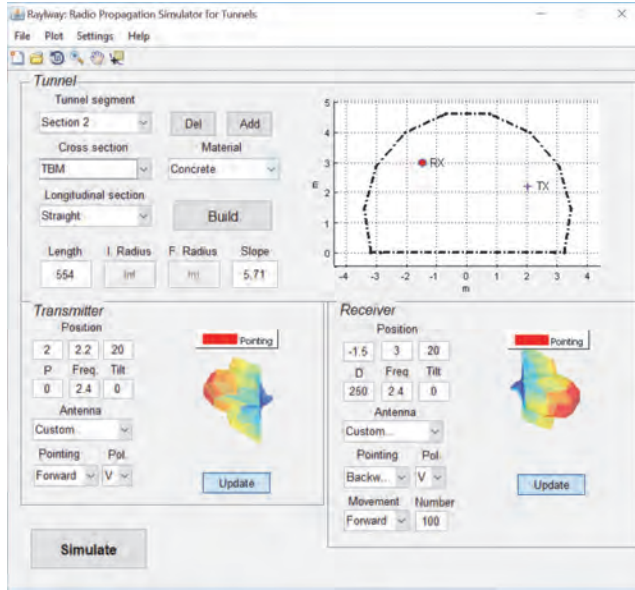 Raylway: Radio Propagation Simulator for Tunnels
File Plot Settings Help
Tunnel
Tunnel segment
Section 2
Del Add
Cross section
Material
TBM
Concrete
Longitudinal section
Straight
Build
Length I. Radius F. Radius Slope
554 Inf Inf 5.71
5
4
3
2
1
0
m
RX
TX
-4 -3 -2 -1 0 1 2 3 4
m
Transmitter
Position
2 2.2 20
P Freq. Tilt
0 2.4 0
Antenna
Custom...
Pointing Pol.
Forward V
Pointing
Update
Receiver
Position
-1.5 3 20
D Freq Tilt
250 2.4 0
Antenna
Custom...
Pointing Pol.
Backw... V
Movement Number
Forward 100
Pointing
Update
Simulate